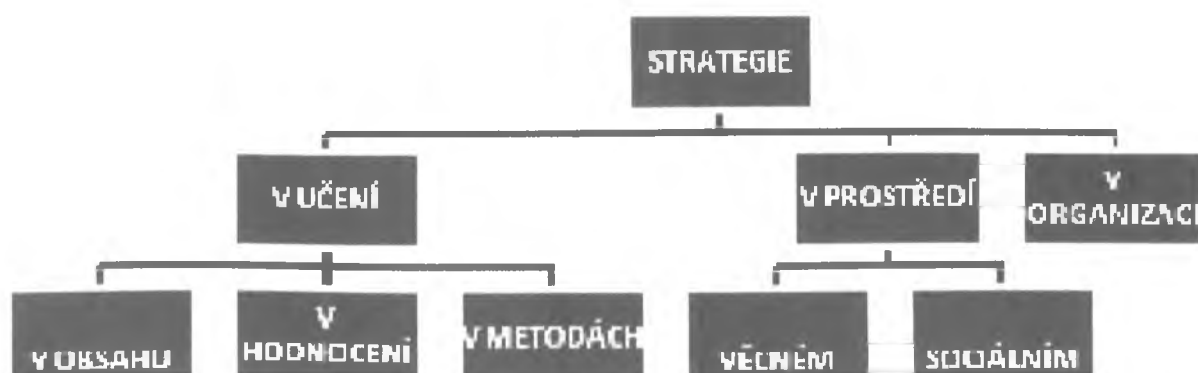 STRATEGIE
V UČENÍ
V PROSTŘEDÍ
V
ORGANIZACI
V OBSAHU
V
HODNOCENÍ
V METODÁCH
VĚCNÉM
SOCIÁLNÍM